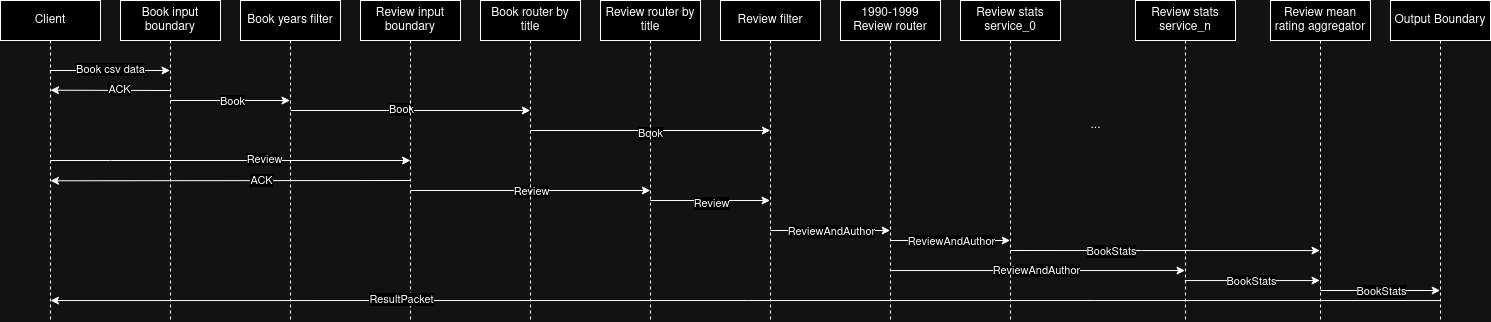 Client
Book input
boundary
Book years filter
Review input
boundary
Book router by
title
Review router by
title
Review filter
1990-1999
Review router
Review stats
service_0
Review stats
service_n
Review mean
rating aggregator
Output Boundary
Book csv data
ACK
Book
Book
Book
...
Review
ACK
Review
Review
ReviewAndAuthor
ReviewAndAuthor
BookStats
ReviewAndAuthor
BookStats
BookStats
ResultPacket